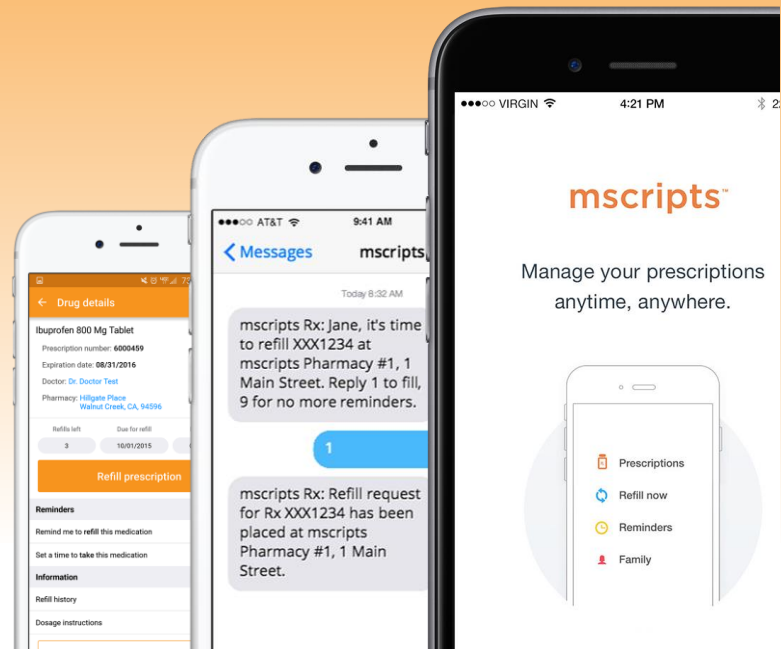 Drug details
Ibuprofen 800 Mg Tablet
Prescription number: 6000459
Expiration date: 08/31/2016
Doctor: Dr. Doctor Test
Pharmacy: Hillgate Place
Walnut Creek, CA, 94596
Refills left Due for refill
3 10/01/2015
Refill prescription
Reminders
Remind me to refill this medication
Set a time to take this medication
Information
Refill history
Dosage instructions
AT&T 9:41 AM
Messages mscripts
Today 8:32 AM
mscripts Rx: Jane, it's time
to refill XXX1234 at
mscripts Pharmacy #1, 1
Main Street. Reply 1 to fill,
9 for no more reminders.
1
mscripts Rx: Refill request
for Rx XXX1234 has been
placed at mscripts
Pharmacy #1, 1 Main
Street.
VIRGIN 4:21 PM
mscripts™
Manage your prescriptions
anytime, anywhere.
Prescriptions
Refill now
Reminders
Family